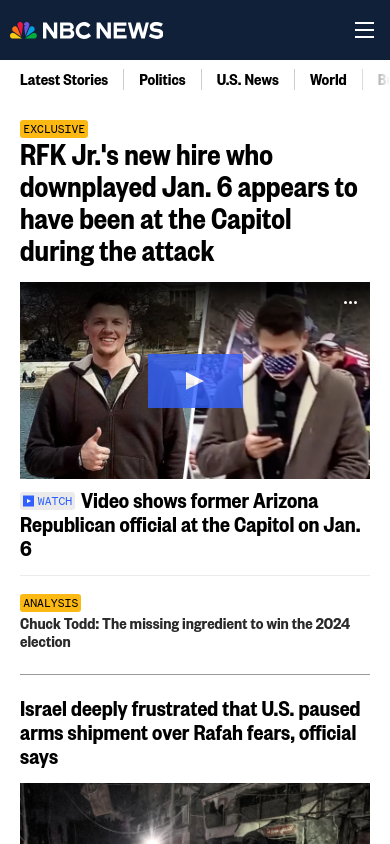 NBC NEWS
Latest Stories
Politics
U.S. News
World
EXCLUSIVE
RFK Jr.'s new hire who
downplayed Jan. 6 appears to
have been at the Capitol
during the attack
WATCH Video shows former Arizona
Republican official at the Capitol on Jan.
6
ANALYSIS
Chuck Todd: The missing ingredient to win the 2024
election
Israel deeply frustrated that U.S. paused
arms shipment over Rafah fears, official
says